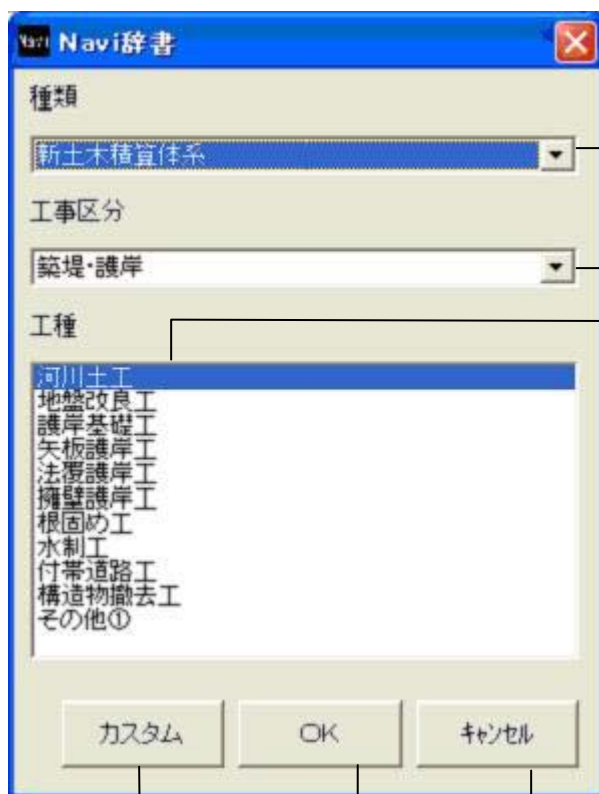 Navi Navi辞書
種類
新土木積算体系
工事区分
築堤・護岸
工種
河川土工
地盤改良工
護岸基礎工
矢板護岸工
法覆護岸工
擁壁護岸工
根固め工
水制工
付帯道路工
構造物撤去工
その他①
カスタム OK キャンセル